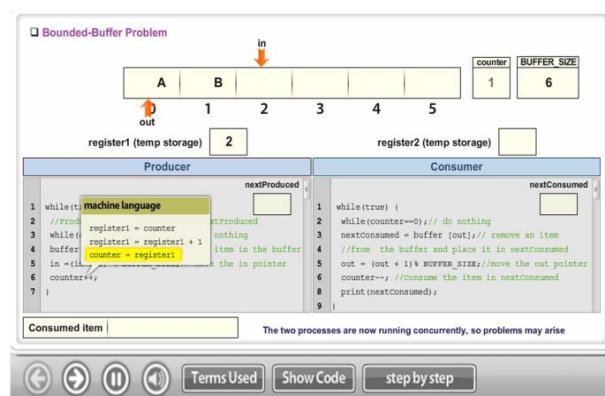 Bounded-Buffer Problem
in
counter BUFFER_SIZE
A B 1 6
0 1 2 3 4 5
out
register1 (temp storage) 2 register2 (temp storage)
Producer Consumer
nextProduced nextConsumed
machine language
register1 = counter
register1 = register1 + 1
counter = register1
1 while(t
2 //Prod xtProduced
3 while( nothing
4 buffer item in the buffer
5 in =(in the in pointer
6 counter++;
7 }
1 while(true) {
2 while(counter==0);// do nothing
3 nextConsumed = buffer [out];// remove an item
4 //from the buffer and place it in nextConsumed
5 out = (out + 1)% BUFFER_SIZE;//move the out pointer
6 counter--; //Consume the item in nextConsumed
8 print(nextConsumed);
9 }
Consumed item The two processes are now running concurrently, so problems may arise
Terms Used Show Code step by step